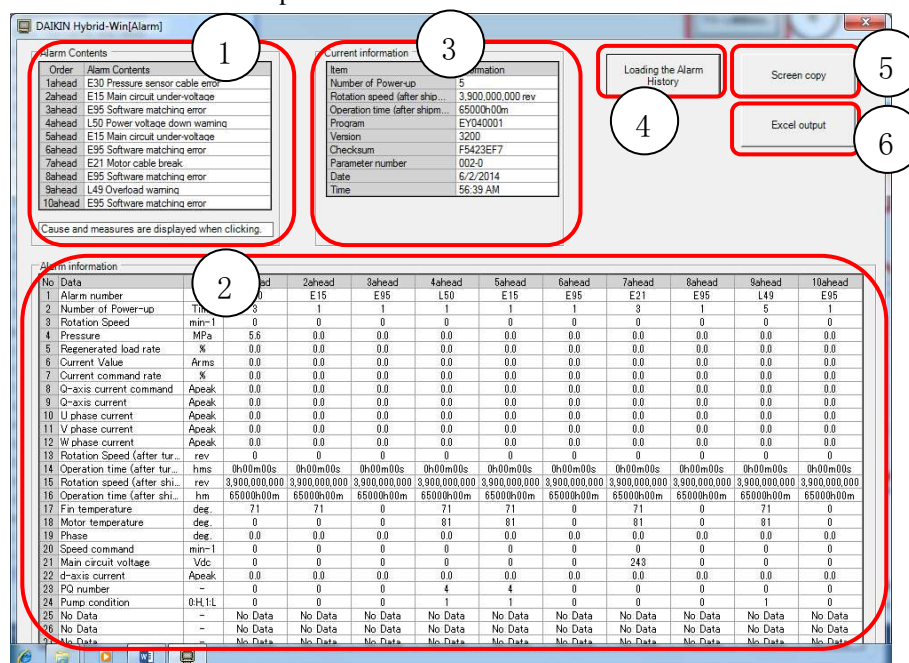 DAIKIN Hybrid-Win[Alarm]
Alarm Contents
Order Alarm Contents
1ahead E30 Pressure sensor cable error
2ahead E15 Main circuit under-voltage
3ahead E95 Software matching error
4ahead L50 Power voltage down warning
5ahead E15 Main circuit under-voltage
6ahead E95 Software matching error
7ahead E21 Motor cable break
8ahead E95 Software matching error
9ahead L49 Overload warning
10ahead E95 Software matching error
Cause and measures are displayed when clicking.
1
Current information
Item
Number of Power-up 5
Rotation speed (after ship... 3,900,000,000 rev
Operation time (after shipm... 65000h00m
Program EY040001
Version 3200
Checksum F5423EF7
Parameter number 002-0
Date 6/2/2014
Time 56:39 AM
3
Loading the Alarm
History
4
Screen copy
5
Excel output
6
Alarm information
2
No Data 2ahead 3ahead 4ahead 5ahead 6ahead 7ahead 8ahead 9ahead 10ahead
1 Alarm number E15 E95 L50 E15 E95 E21 E95 L49 E95
2 Number of Power-up 3 1 1 1 1 1 3 1 5 1
3 Rotation Speed min-1 0 0 0 0 0 0 0 0 0 0
4 Pressure MPa 5.6 0.0 0.0 0.0 0.0 0.0 0.0 0.0 0.0 0.0
5 Regenerated load rate % 0.0 0.0 0.0 0.0 0.0 0.0 0.0 0.0 0.0 0.0
6 Current Value Arms 0.0 0.0 0.0 0.0 0.0 0.0 0.0 0.0 0.0 0.0
7 Current command rate % 0.0 0.0 0.0 0.0 0.0 0.0 0.0 0.0 0.0 0.0
8 Q-axis current command Apeak 0.0 0.0 0.0 0.0 0.0 0.0 0.0 0.0 0.0 0.0
9 Q-axis current Apeak 0.0 0.0 0.0 0.0 0.0 0.0 0.0 0.0 0.0 0.0
10 U phase current Apeak 0.0 0.0 0.0 0.0 0.0 0.0 0.0 0.0 0.0 0.0
11 V phase current Apeak 0.0 0.0 0.0 0.0 0.0 0.0 0.0 0.0 0.0 0.0
12 W phase current Apeak 0.0 0.0 0.0 0.0 0.0 0.0 0.0 0.0 0.0 0.0
13 Rotation Speed (after tur... rev 0 0 0 0 0 0 0 0 0 0
14 Operation time (after tur... hms 0h00m00s 0h00m00s 0h00m00s 0h00m00s 0h00m00s 0h00m00s 0h00m00s 0h00m00s 0h00m00s 0h00m00s
15 Rotation speed (after shi... rev 3,900,000,000 3,900,000,000 3,900,000,000 3,900,000,000 3,900,000,000 3,900,000,000 3,900,000,000 3,900,000,000 3,900,000,000 3,900,000,000
16 Operation time (after shi... hm 65000h00m 65000h00m 65000h00m 65000h00m 65000h00m 65000h00m 65000h00m 65000h00m 65000h00m 65000h00m
17 Fin temperature deg. 71 71 0 71 71 0 71 0 71 0
18 Motor temperature deg. 0 0 0 81 81 0 81 0 81 0
19 Phase deg. 0 0 0 0 0 0 0 0 0 0
20 Speed command min-1 0 0 0 0 0 0 0 0 0 0
21 Main circuit voltage Vdc 0 0 0 0 0 0 243 0 0 0
22 d-axis current Apeak 0.0 0.0 0.0 0.0 0.0 0.0 0.0 0.0 0.0 0.0
23 PQ number - 0 0 0 4 4 0 0 0 0 0
24 Pump condition 0:H,1:L 0 0 0 1 1 0 0 0 1 0
25 No Data - No Data No Data No Data No Data No Data No Data No Data No Data No Data No Data
26 No Data - No Data No Data No Data No Data No Data No Data No Data No Data No Data No Data
No Data - No Data No Data No Data No Data No Data No Data No Data No Data No Data No Data